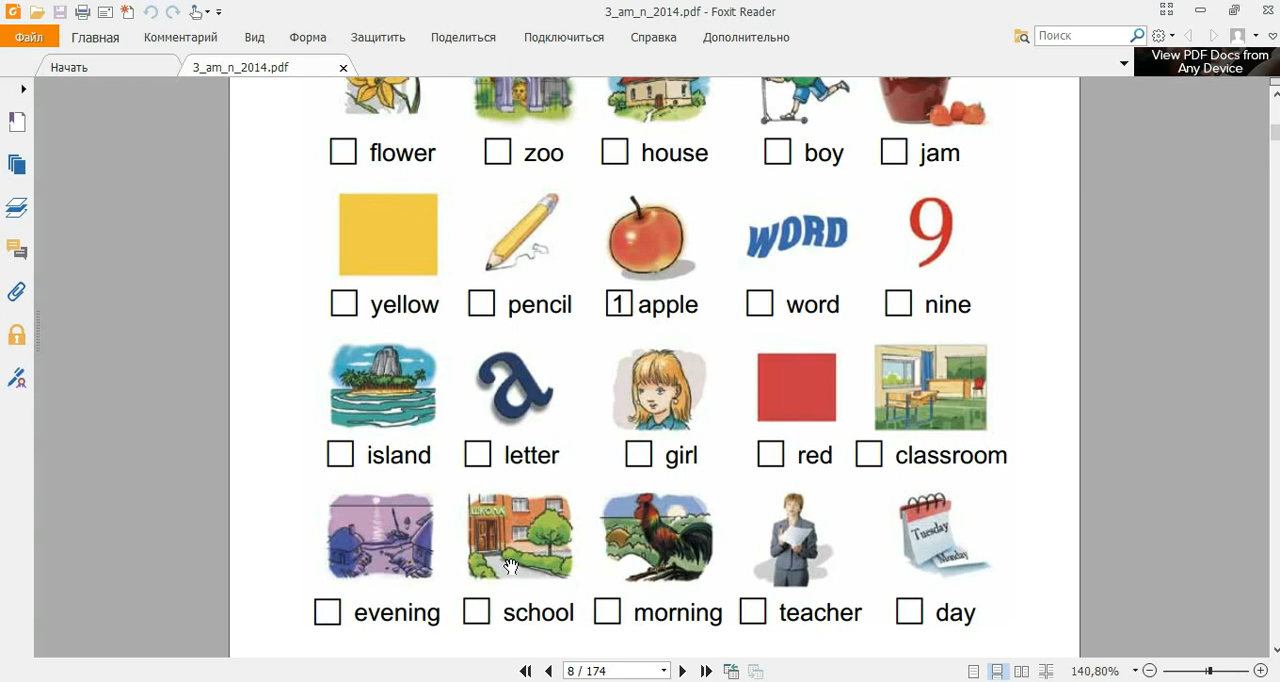 3_am_n_2014.pdf - Foxit Reader
Файл Главная Комментарий Вид Форма Защитить Поделиться Подключиться Справка Дополнительно Поиск
Начать 3_am_n_2014.pdf View PDF Docs from
Any Device
flower zoo house boy jam
WORD 9
yellow pencil 1 apple word nine
a
island letter girl red classroom
ШКОЛА Tuesday
Monday
evening school morning teacher day
8 / 174 140,80%